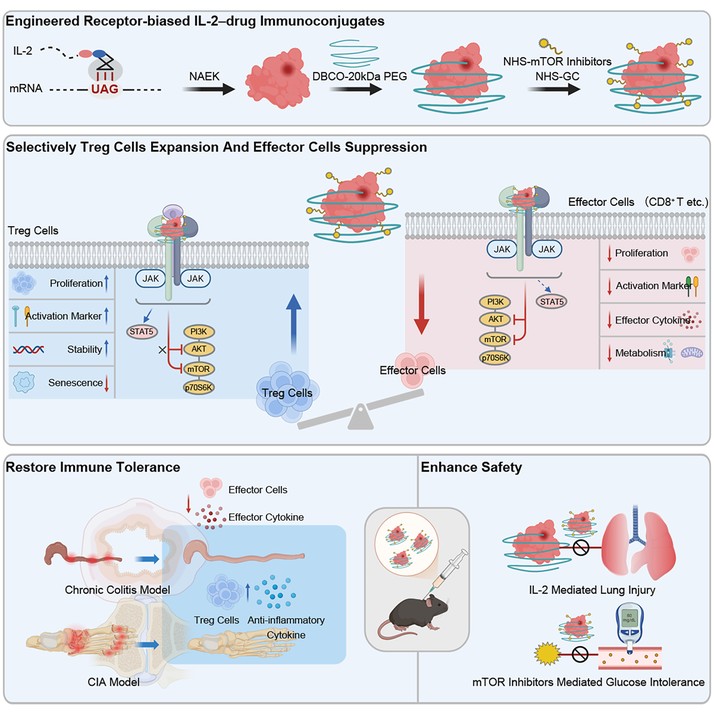 Engineered Receptor-biased IL-2–drug Immunoconjugates
IL-2
mRNA
UAG
NAEK
DBCO-20kDa PEG
NHS-mTOR Inhibitors
NHS-GC
Selectively Treg Cells Expansion And Effector Cells Suppression
Treg Cells
JAK JAK
Proliferation
Activation Marker
Stability
Senescence
STAT5
PI3K
AKT
mTOR
p70S6K
Treg Cells
Effector Cells
Effector Cells (CD8+ T etc.)
JAK JAK
PI3K
AKT
mTOR
p70S6K
STAT5
Proliferation
Activation Marker
Effector Cytokine
Metabolism
Restore Immune Tolerance
Effector Cells
Effector Cytokine
Chronic Colitis Model
Treg Cells Anti-inflammatory
Cytokine
CIA Model
Enhance Safety
IL-2 Mediated Lung Injury
mTOR Inhibitors Mediated Glucose Intolerance